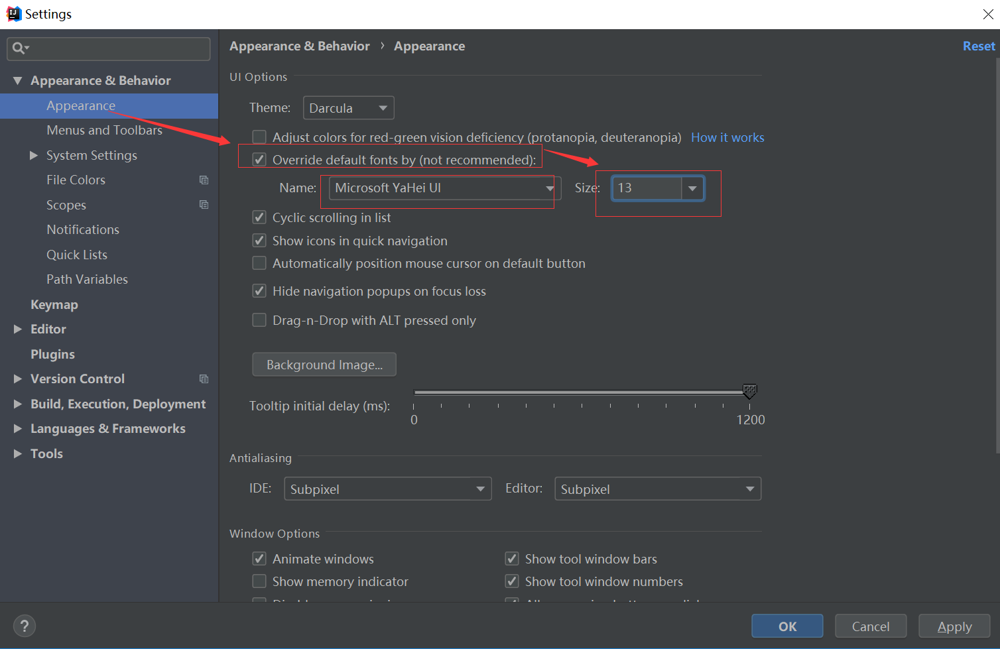 Settings
Appearance & Behavior › Appearance
Reset
Appearance & Behavior
Appearance
Menus and Toolbars
System Settings
File Colors
Scopes
Notifications
Quick Lists
Path Variables
Keymap
Editor
Plugins
Version Control
Build, Execution, Deployment
Languages & Frameworks
Tools
UI Options
Theme: Darcula
Adjust colors for red-green vision deficiency (protanopia, deuteranopia) How it works
Override default fonts by (not recommended):
Name: Microsoft YaHei UI Size: 13
Cyclic scrolling in list
Show icons in quick navigation
Automatically position mouse cursor on default button
Hide navigation popups on focus loss
Drag-n-Drop with ALT pressed only
Background Image...
Tooltip initial delay (ms):
0 1200
Antialiasing
IDE: Subpixel Editor: Subpixel
Window Options
Animate windows Show tool window bars
Show memory indicator Show tool window numbers
? OK Cancel Apply